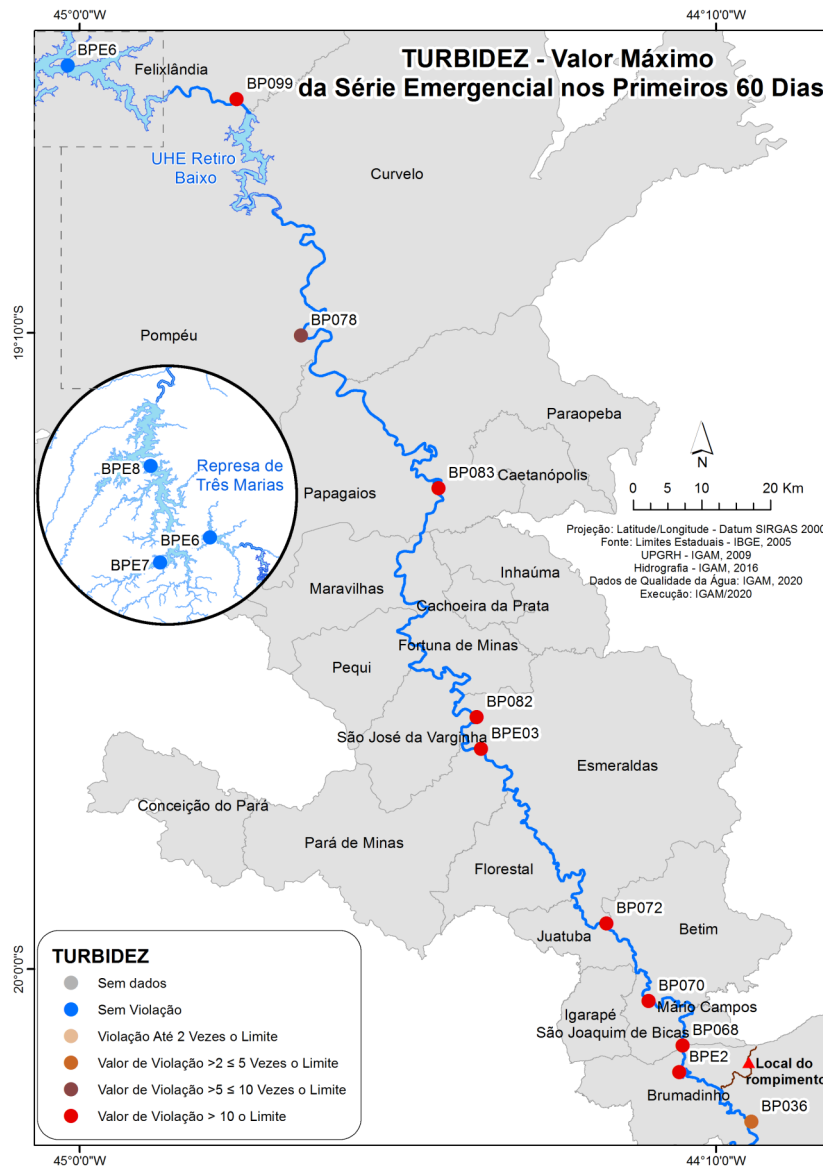 45°0'0"W
44°10'0"W
TURBIDEZ - Valor Máximo
da Série Emergencial nos Primeiros 60 Dias
BPE6
Felixlândia
BP099
UHE Retiro
Baixo
Curvelo
BP078
19°10'0"S
Pompéu
Paraopeba
BPE8
Represa de
Três Marias
BPE6
BPE7
Papagaios
BP083
Caetanópolis
N
0 5 10 20 Km
Projeção: Latitude/Longitude - Datum SIRGAS 2000
Fonte: Limites Estaduais - IBGE, 2005
UPGRH - IGAM, 2009
Hidrografia - IGAM, 2016
Dados de Qualidade da Água: IGAM, 2020
Execução: IGAM/2020
Inhaúma
Maravilhas
Cachoeira da Prata
Fortuna de Minas
Pequi
BP082
São José da Varginha
BPE03
Esmeraldas
Conceição do Pará
Pará de Minas
Florestal
BP072
Juatuba
Betim
20°0'0"S
BP070
Mário Campos
Igarapé
São Joaquim de Bicas
BP068
BPE2
Local do
rompimento
Brumadinho
BP036
TURBIDEZ
Sem dados
Sem Violação
Violação Até 2 Vezes o Limite
Valor de Violação >2 ≤ 5 Vezes o Limite
Valor de Violação >5 ≤ 10 Vezes o Limite
Valor de Violação > 10 o Limite
45°0'0"W
44°10'0"W